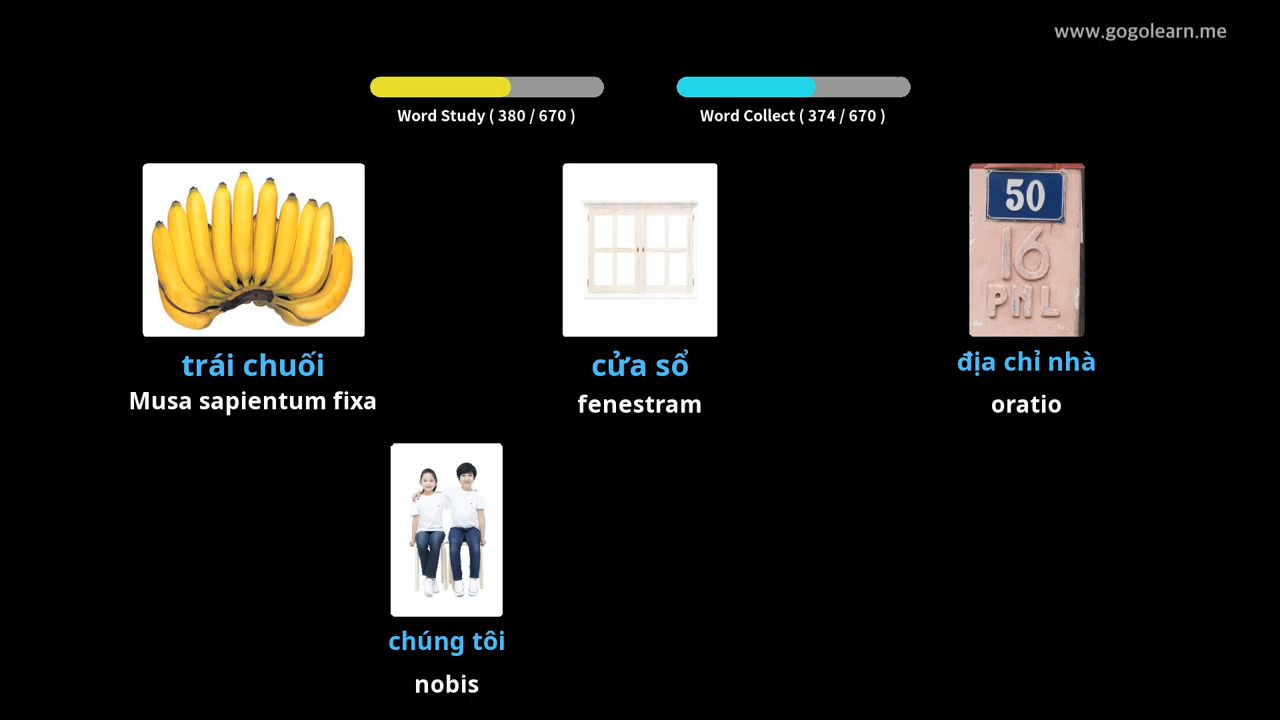 www.gogolearn.me
Word Study ( 380 / 670 )
Word Collect ( 374 / 670 )
50
16
PNL
trái chuối
Musa sapientum fixa
cửa sổ
fenestram
địa chỉ nhà
oratio
chúng tôi
nobis